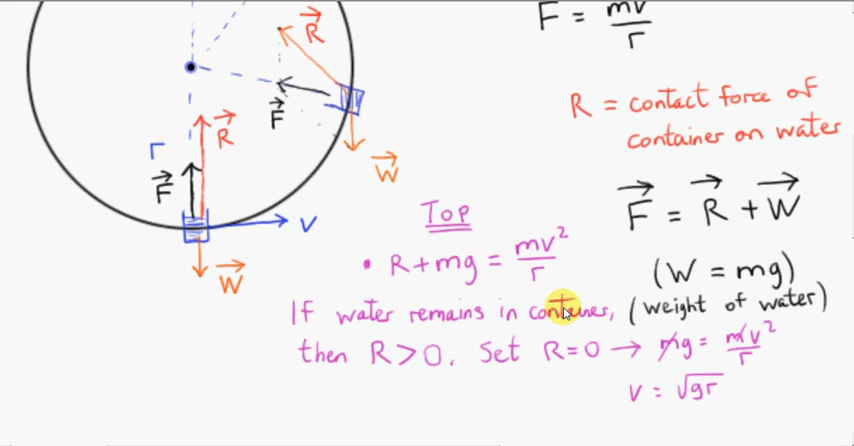 R⃗
F = mv/r
R = contact force of
container on water
F⃗
R⃗
r
F⃗
W⃗
v
W⃗
F⃗ = R⃗ + W⃗
(W = mg)
(weight of water)
Top
• R + mg = mv²/r
If water remains in container,
then R > 0. Set R = 0 → mg = mv²/r
v = √gr